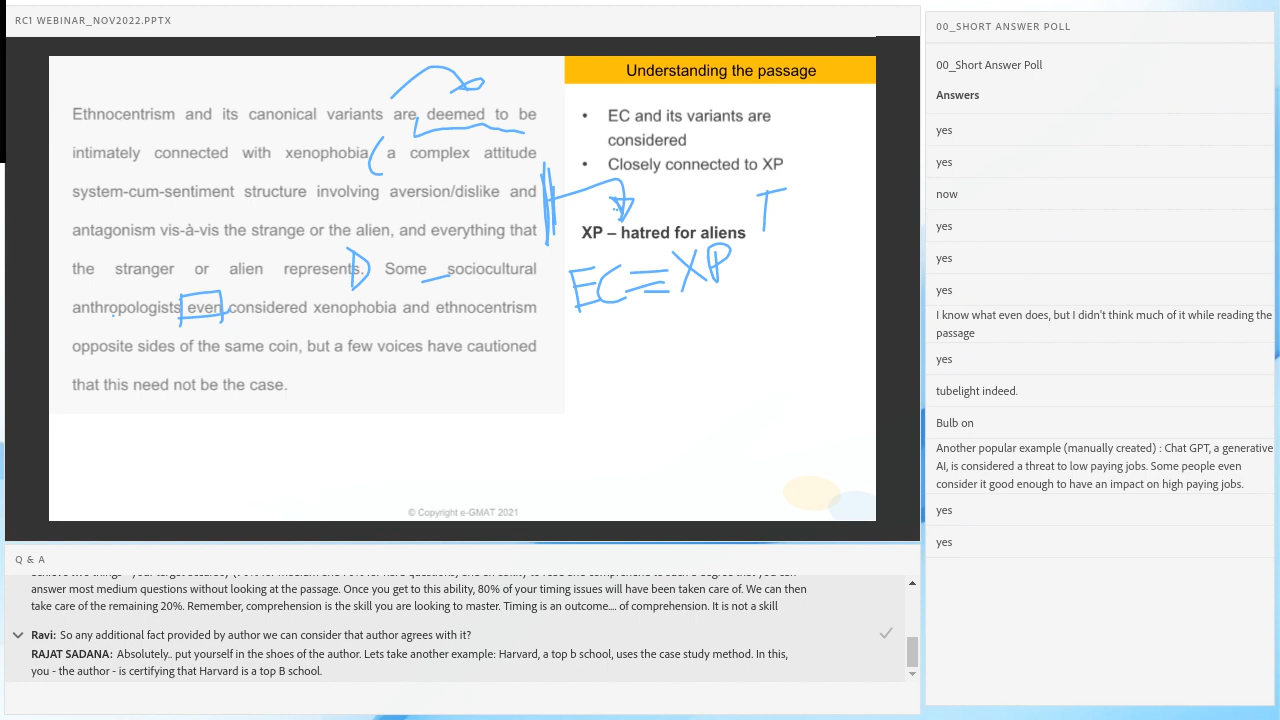 RC1 WEBINAR_NOV2022.PPTX
Ethnocentrism and its canonical variants are deemed to be
intimately connected with xenophobia, a complex attitude
system-cum-sentiment structure involving aversion/dislike and
antagonism vis-à-vis the strange or the alien, and everything that
the stranger or alien represents. Some sociocultural
anthropologists even considered xenophobia and ethnocentrism
opposite sides of the same coin, but a few voices have cautioned
that this need not be the case.
Understanding the passage
• EC and its variants are
considered
• Closely connected to XP
XP – hatred for aliens
T
EC = XP
© Copyright e-GMAT 2021
Q & A
answer most medium questions without looking at the passage. Once you get to this ability, 80% of your timing issues will have been taken care of. We can then
take care of the remaining 20%. Remember, comprehension is the skill you are looking to master. Timing is an outcome.... of comprehension. It is not a skill
Ravi: So any additional fact provided by author we can consider that author agrees with it?
RAJAT SADANA: Absolutely.. put yourself in the shoes of the author. Lets take another example: Harvard, a top b school, uses the case study method. In this,
you - the author - is certifying that Harvard is a top B school.
00_SHORT ANSWER POLL
00_Short Answer Poll
Answers
yes
yes
now
yes
yes
yes
I know what even does, but I didn't think much of it while reading the
passage
yes
tubelight indeed.
Bulb on
Another popular example (manually created) : Chat GPT, a generative
AI, is considered a threat to low paying jobs. Some people even
consider it good enough to have an impact on high paying jobs.
yes
yes